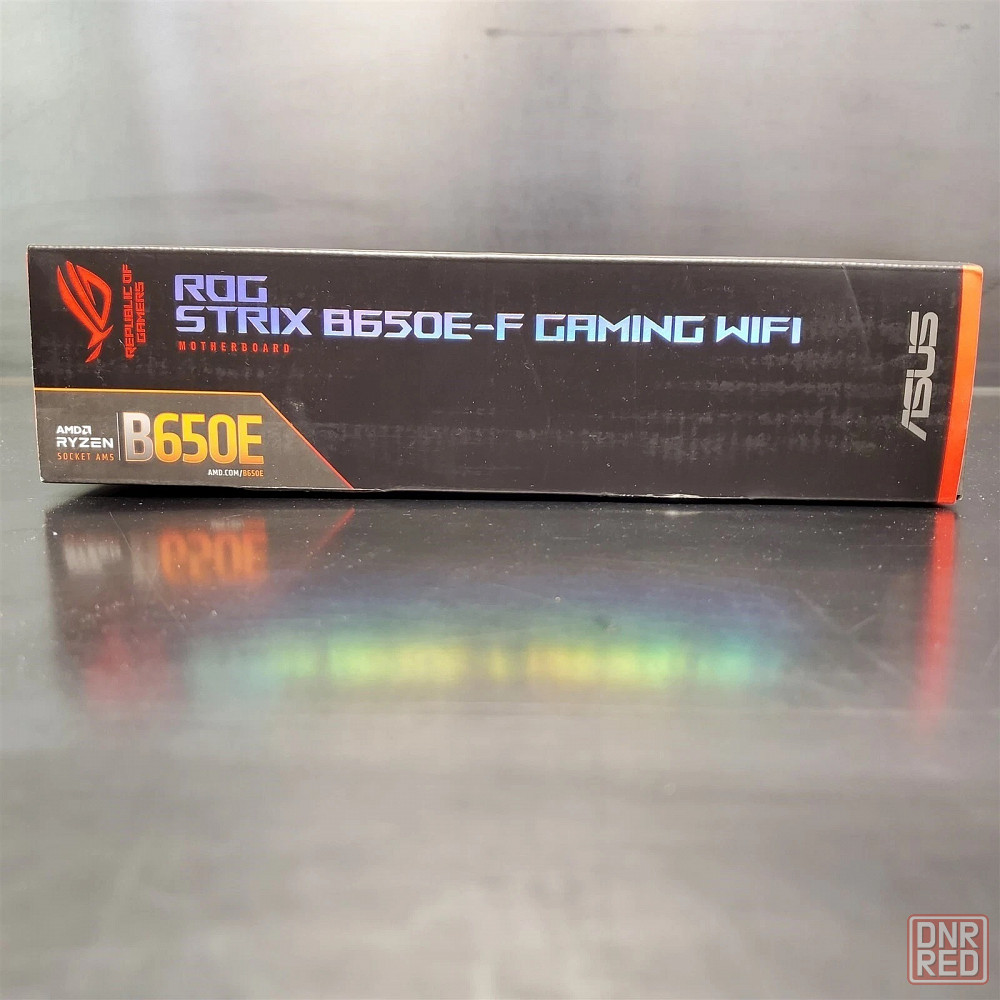 REPUBLIC OF
GAMERS
ROG
STRIX B650E-F GAMING WIFI
MOTHERBOARD
ASUS
AMD
RYZEN
SOCKET AM5
B650E
AMD.COM/B650E
B650E
DNR
RED